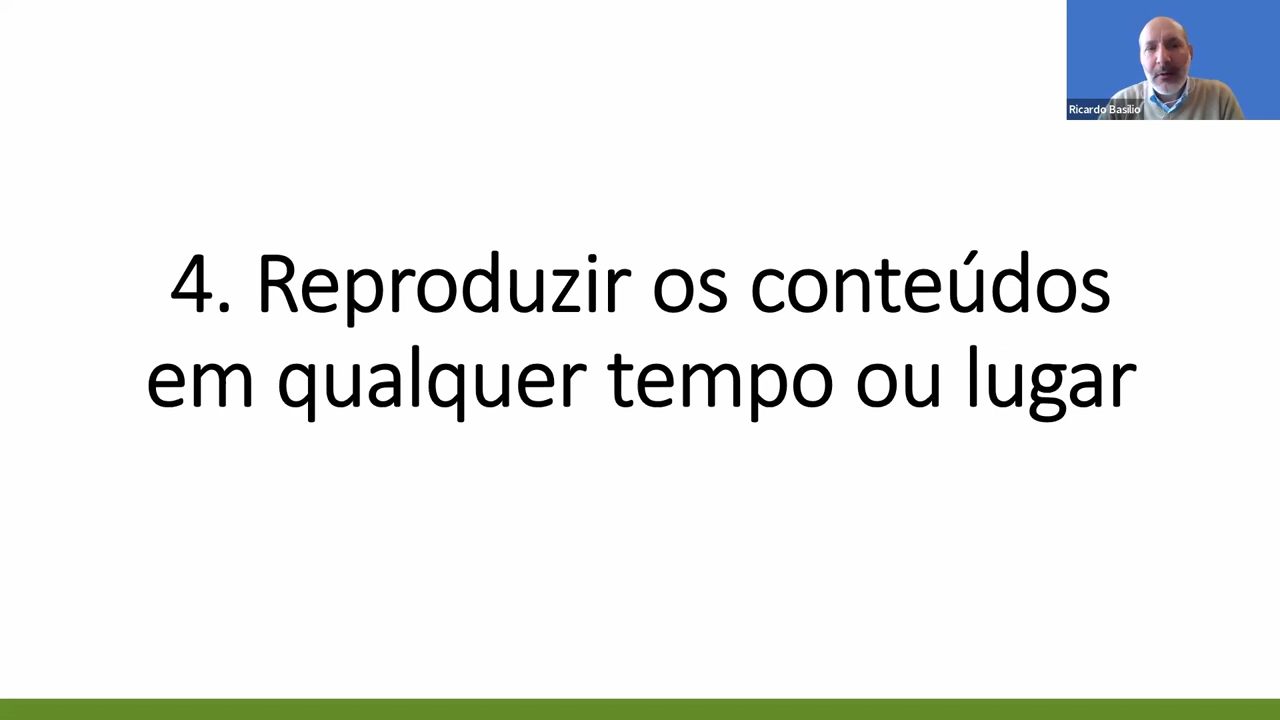 Ricardo Basílio
4. Reproduzir os conteúdos
em qualquer tempo ou lugar